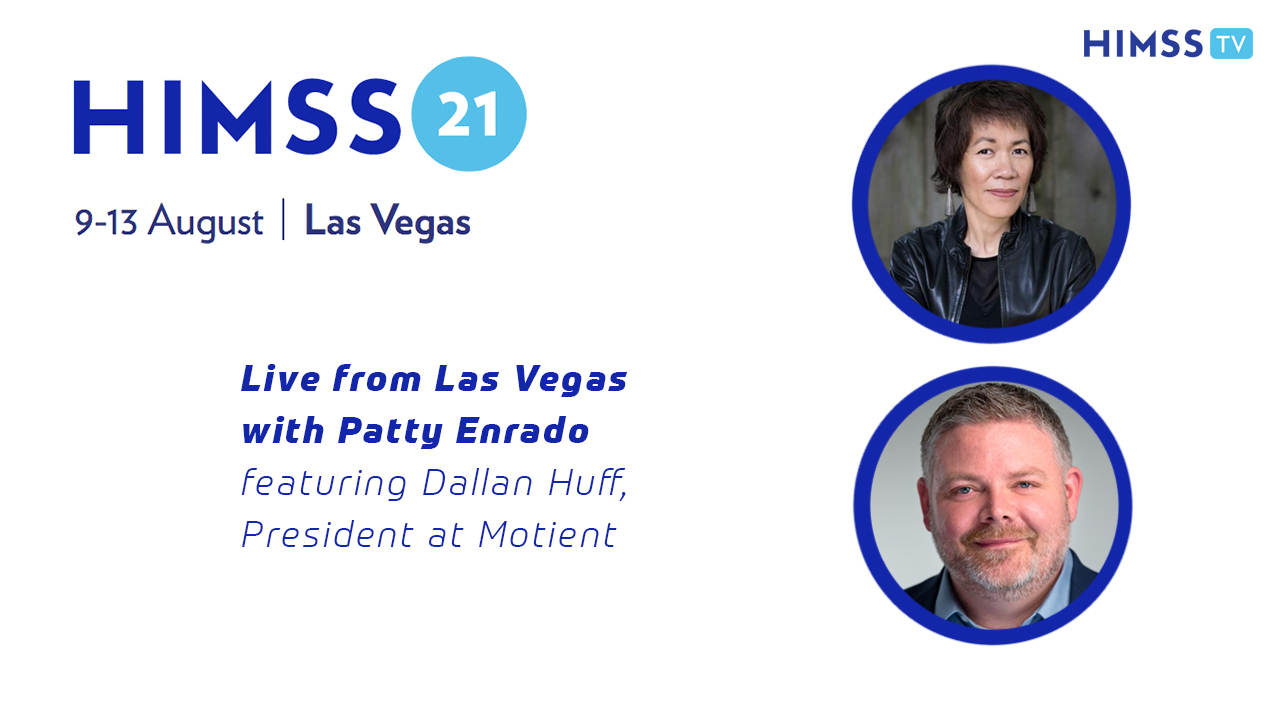 HIMSS TV
HIMSS 21
9-13 August | Las Vegas
Live from Las Vegas
with Patty Enrado
featuring Dallan Huff,
President at Motient